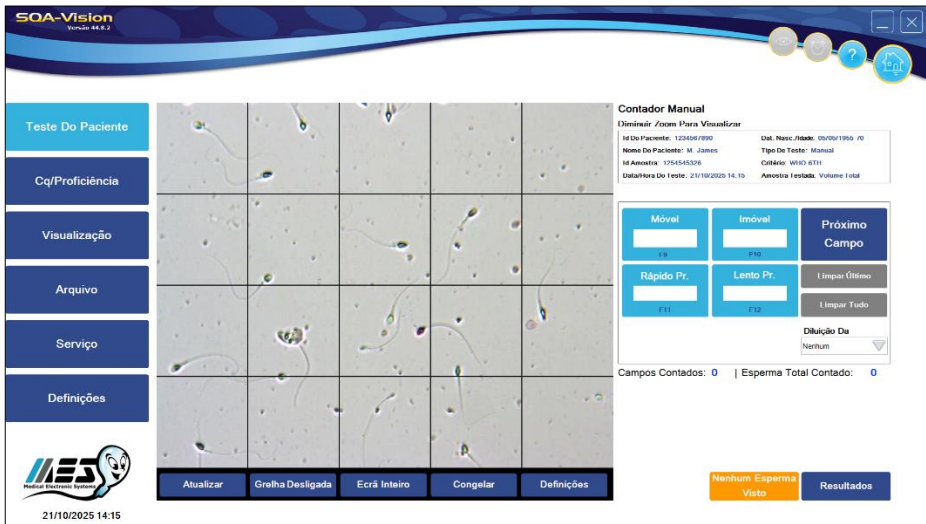 SQA-Vision
Versão 44.8.2
?
Teste Do Paciente
Cq/Proficiência
Visualização
Arquivo
Serviço
Definições
MES
Medical Electronic Systems
21/10/2025 14:15
Atualizar
Grelha Desligada
Ecrã Inteiro
Congelar
Definições
Contador Manual
Diminuir Zoom Para Visualizar
Id Do Paciente: 1234567890 Dat. Nasc./Idade: 05/05/1955 70
Nome Do Paciente: M. James Tipo De Teste: Manual
Id Amostra: 1254545326 Critário: WHO 6TH
Data/Hora Do Teste: 21/10/2025 14:15 Amostra Testada: Volume Total
Móvel
F9
Imóvel
F10
Próximo
Campo
Rápido Pr.
F11
Lento Pr.
F12
Limpar Último
Limpar Tudo
Diluição Da
Nenhum
Campos Contados: 0 | Esperma Total Contado: 0
Nenhum Esperma
Visto
Resultados